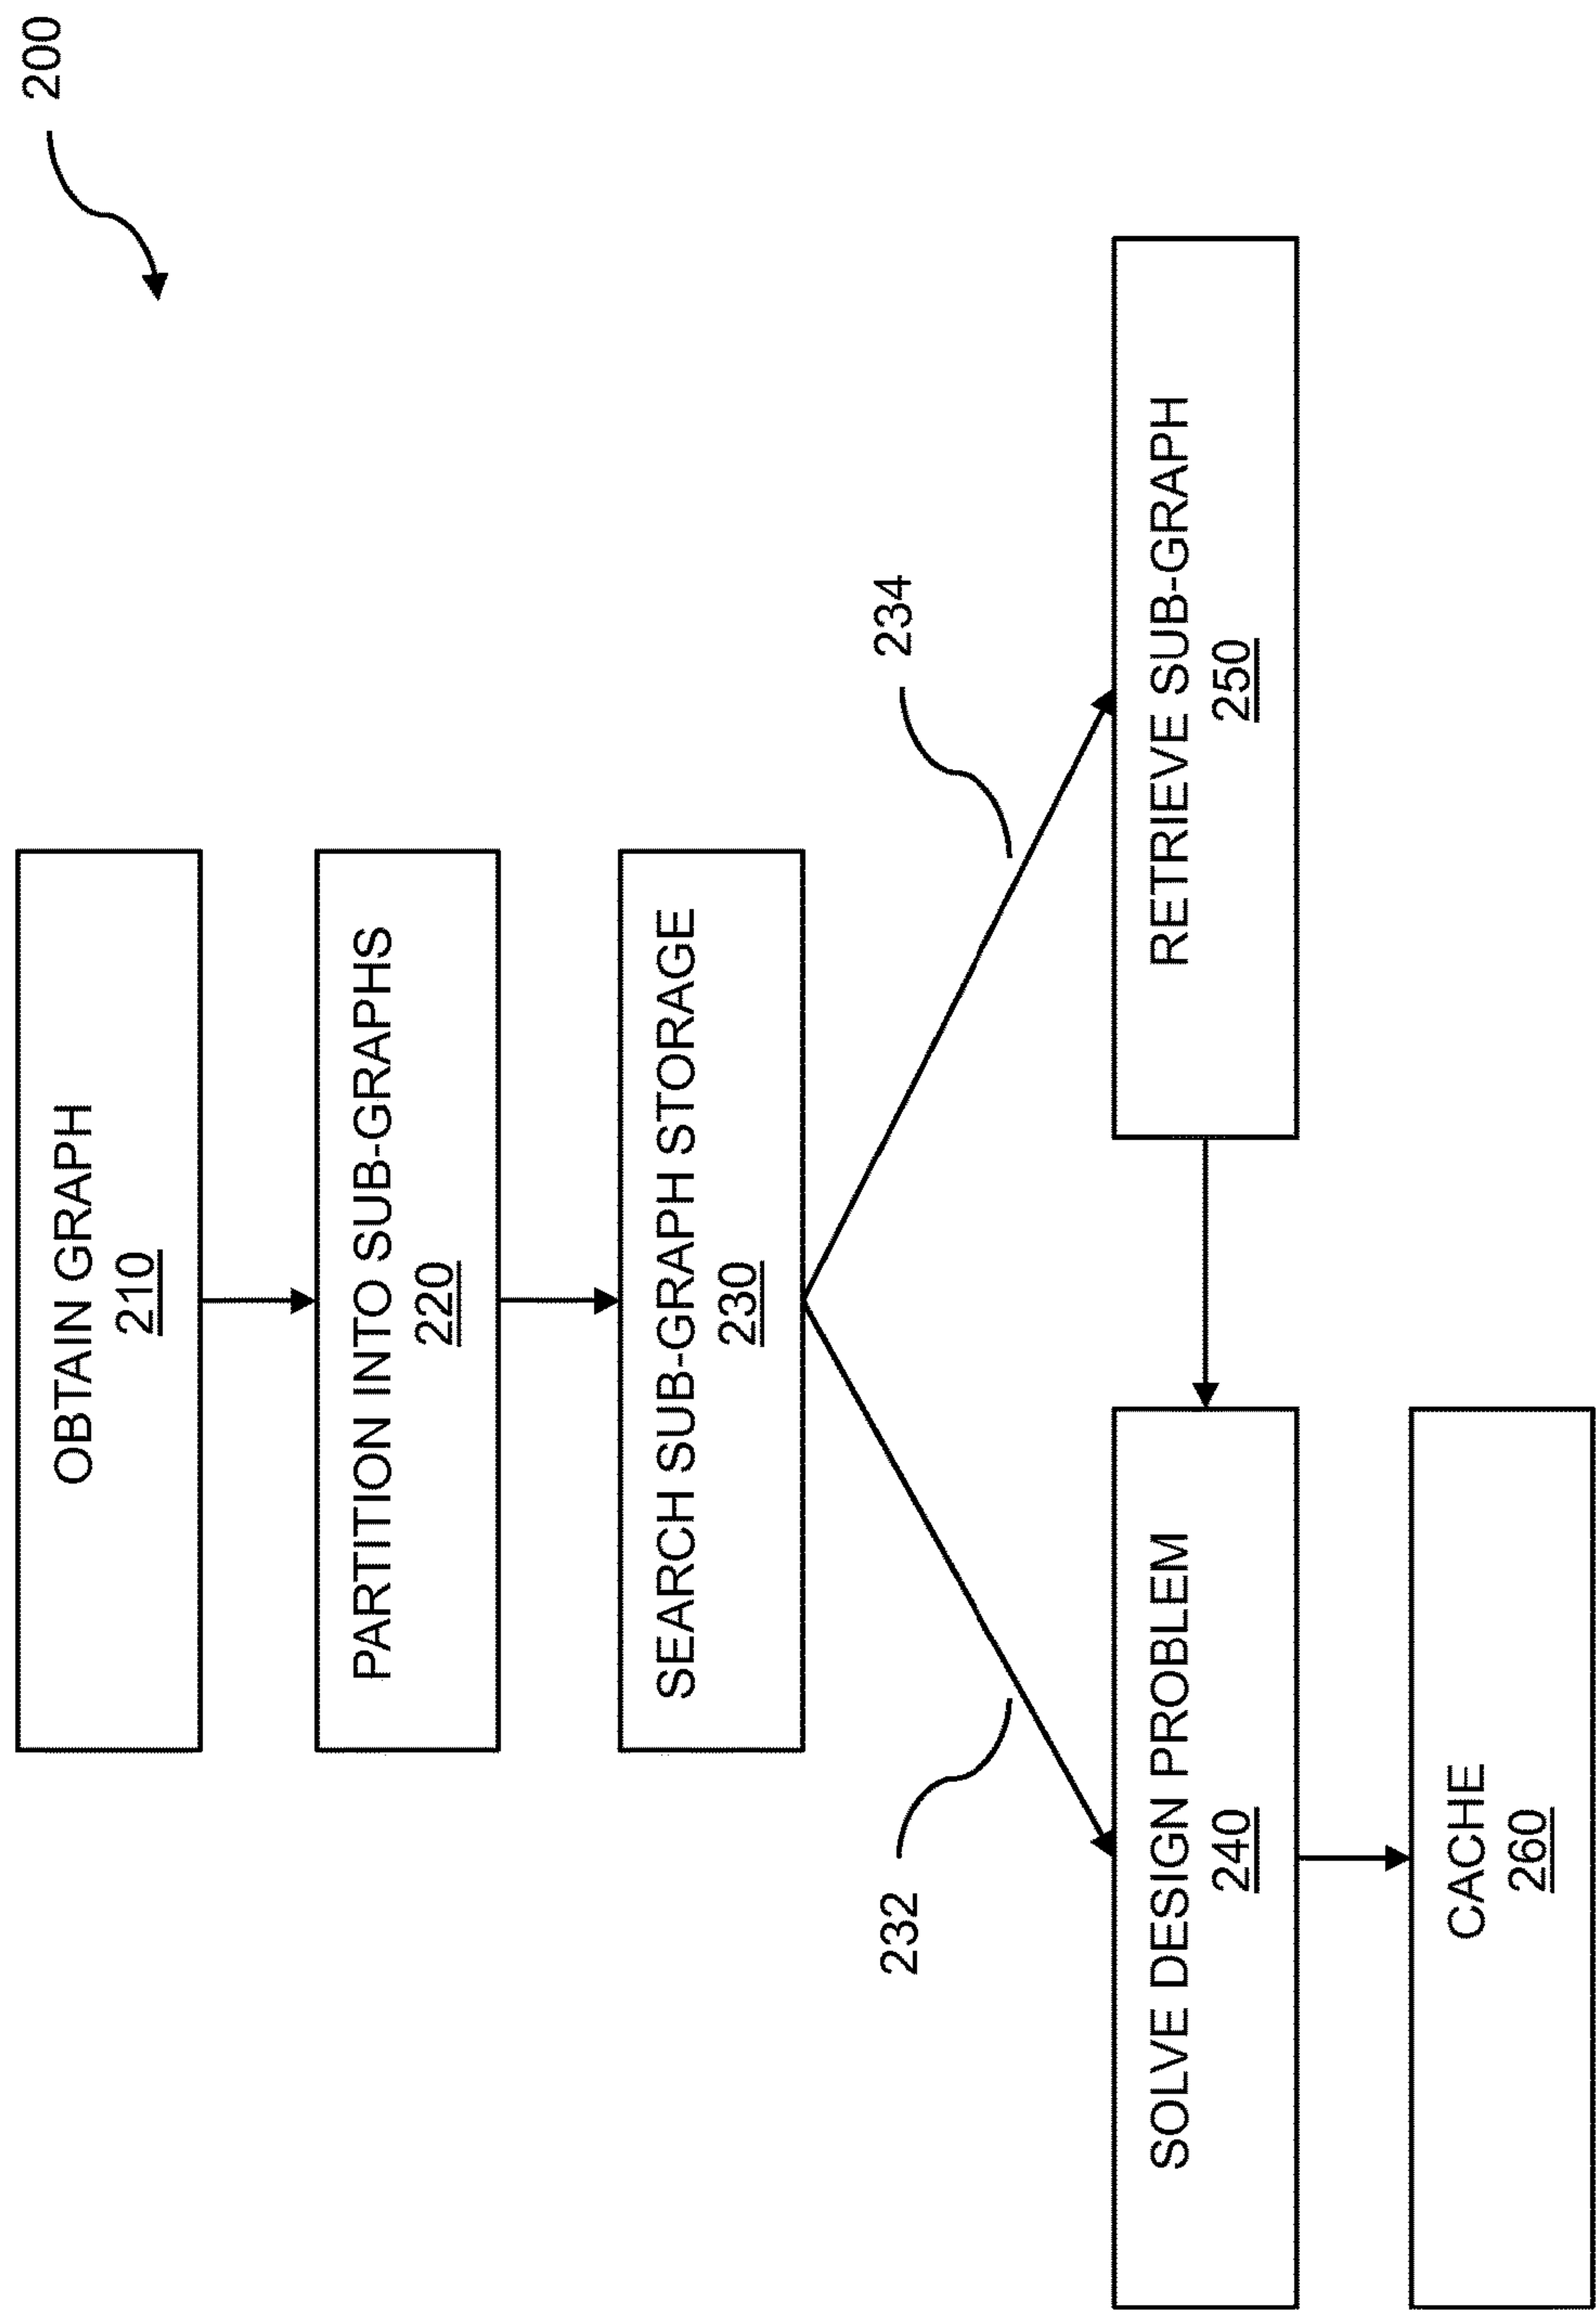 200
OBTAIN GRAPH
210
PARTITION INTO SUB-GRAPHS
220
SEARCH SUB-GRAPH STORAGE
230
232
234
SOLVE DESIGN PROBLEM
240
RETRIEVE SUB-GRAPH
250
CACHE
260